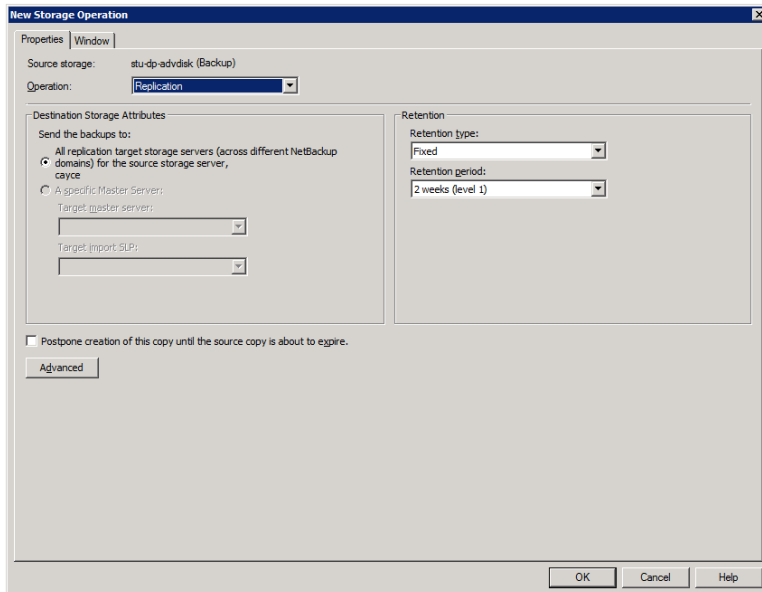 New Storage Operation
Properties
Window
Source storage:
stu-dp-advdisk (Backup)
Operation:
Replication
Destination Storage Attributes
Send the backups to:
All replication target storage servers (across different NetBackup
domains) for the source storage server,
cayce
A specific Master Server:
Target master server:
Target import SLP:
Retention
Retention type:
Fixed
Retention period:
2 weeks (level 1)
Postpone creation of this copy until the source copy is about to expire.
Advanced
OK
Cancel
Help